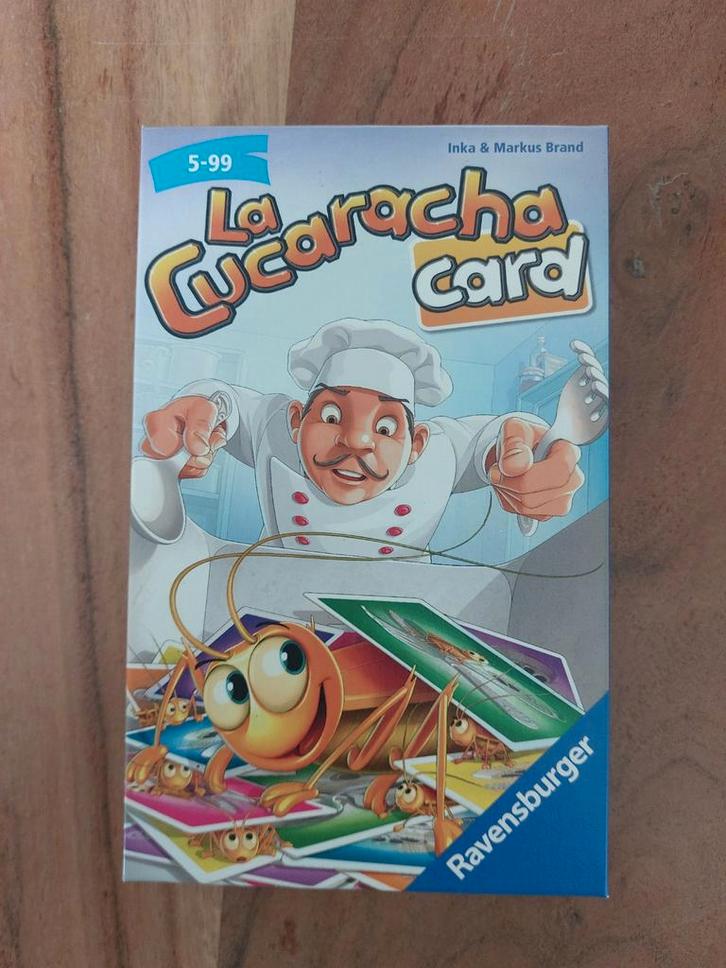 5-99
Inka & Markus Brand
La
Cucaracha
card
Ravensburger